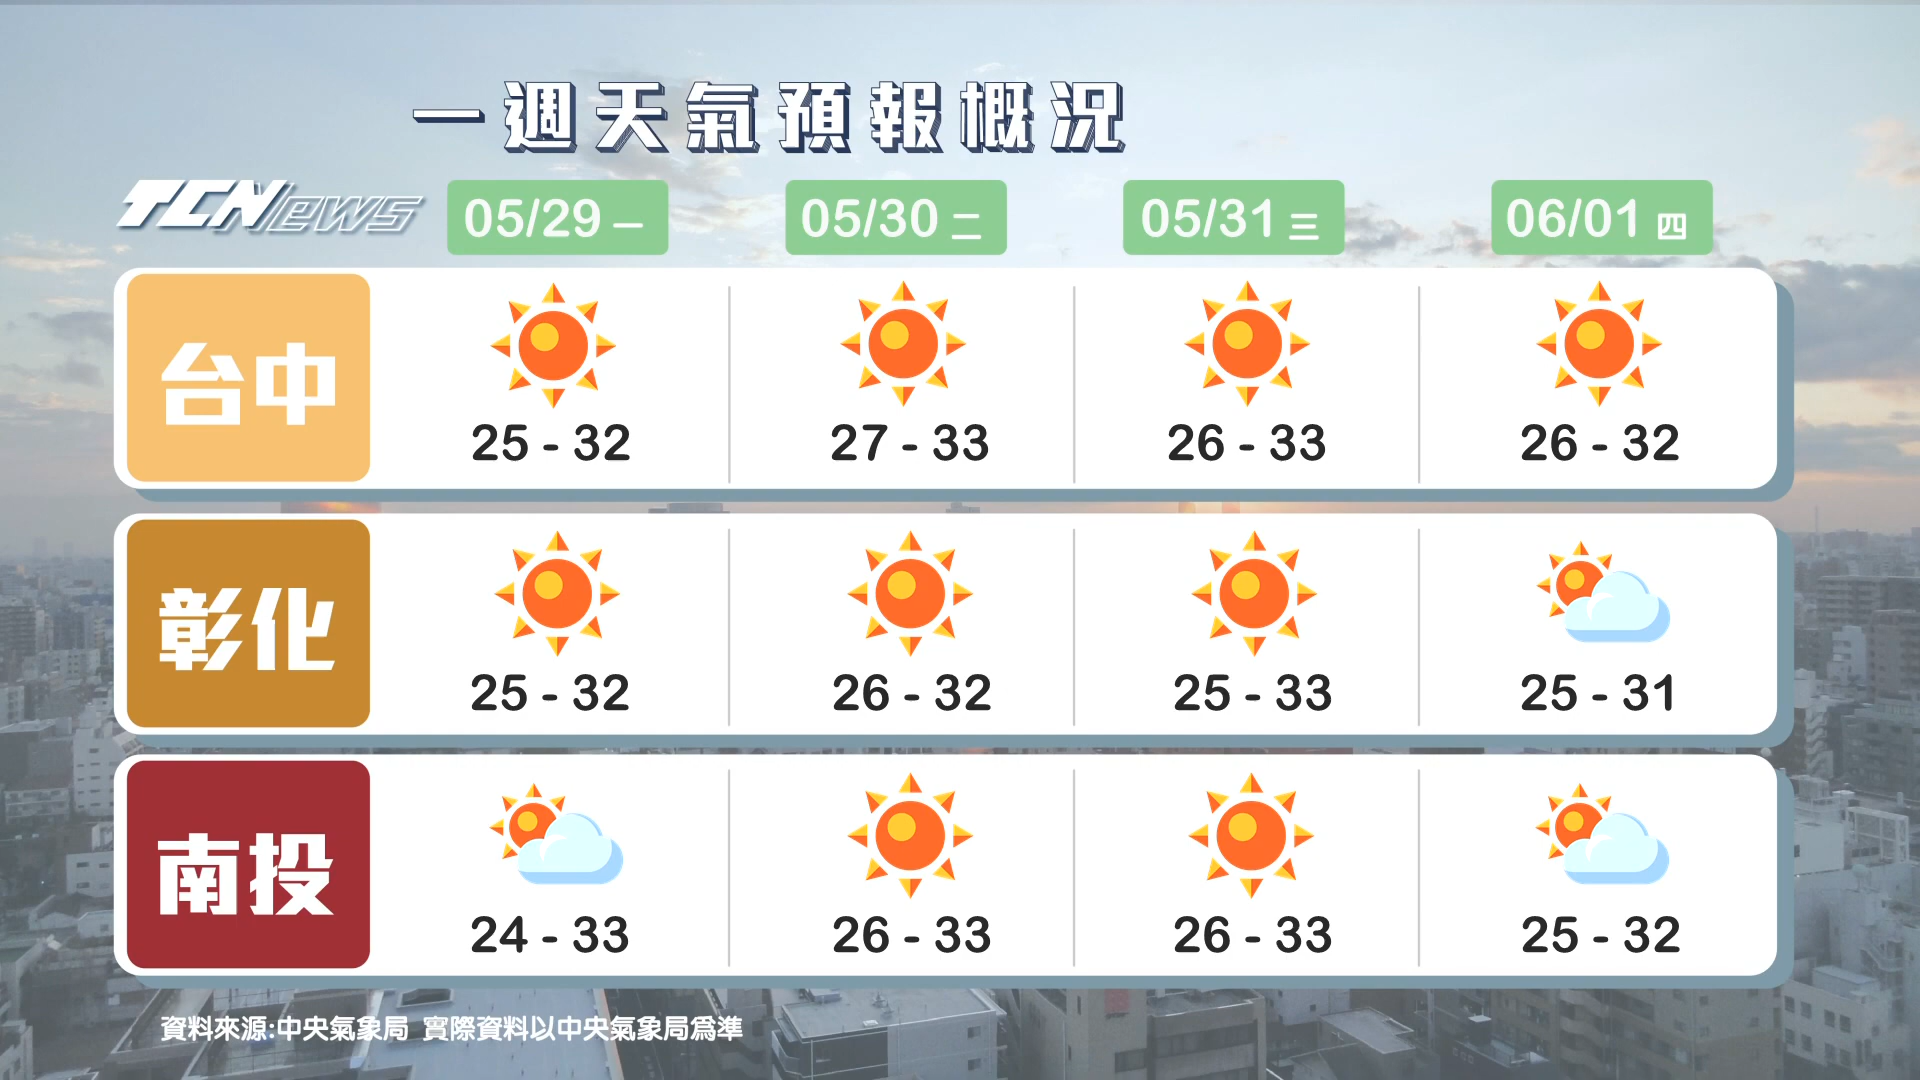 一週天氣預報概況
TCNews
05/29 一
05/30 二
05/31 三
06/01 四
台中
25 - 32
27 - 33
26 - 33
26 - 32
彰化
25 - 32
26 - 32
25 - 33
25 - 31
南投
24 - 33
26 - 33
26 - 33
25 - 32
資料來源:中央氣象局 實際資料以中央氣象局為準